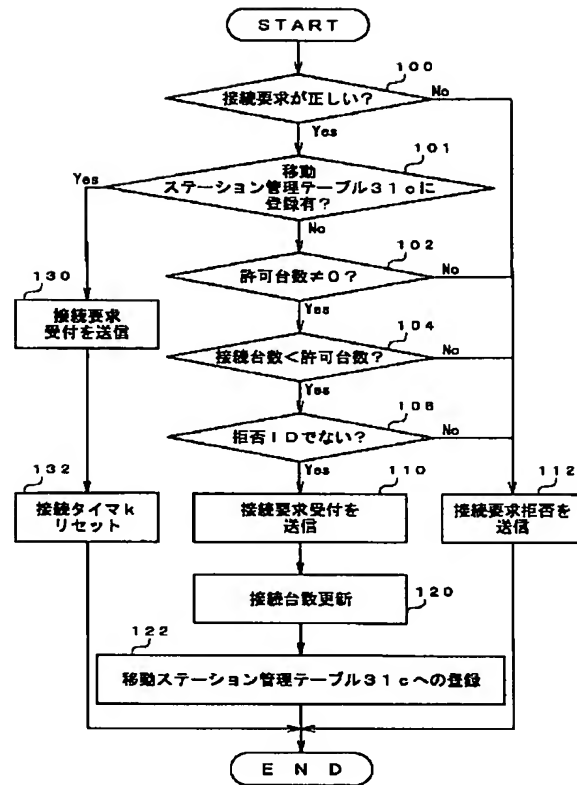 START
100
接続要求が正しい?
No
Yes
101
移動
ステーション管理テーブル31cに
登録有?
Yes
No
102
許可台数≠0?
No
Yes
130
接続要求
受付を送信
104
接続台数<許可台数?
No
Yes
108
拒否IDでない?
No
Yes
132
接続タイマk
リセット
110
接続要求受付を
送信
112
接続要求拒否を
送信
接続台数更新
120
122
移動ステーション管理テーブル31cへの登録
END